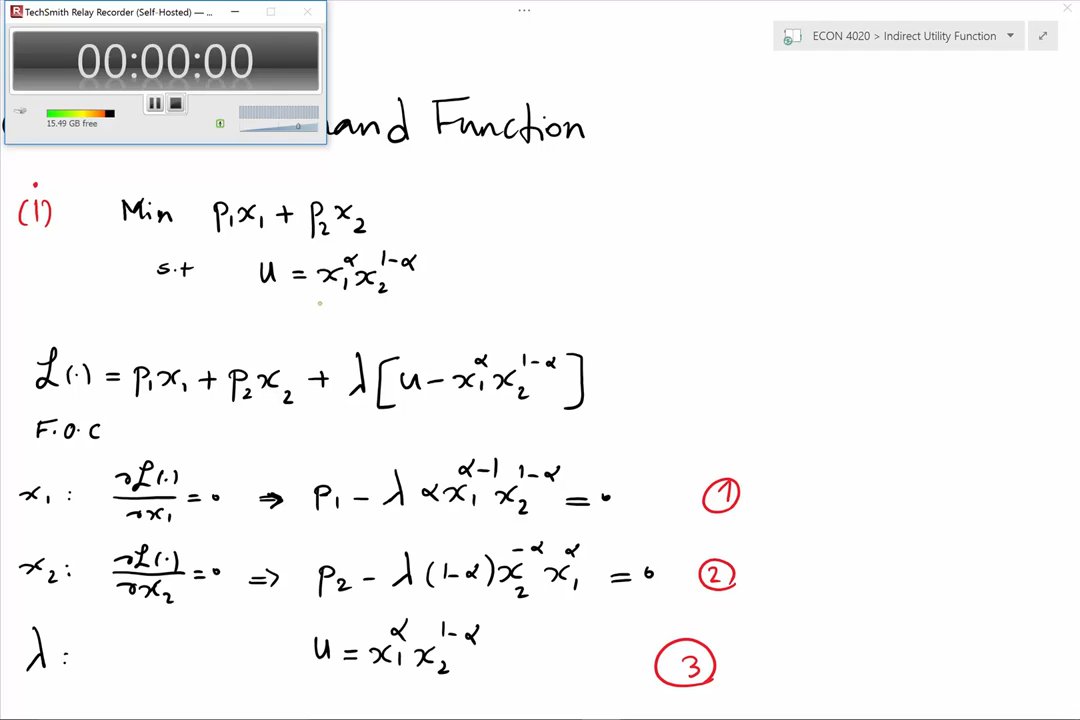 TechSmith Relay Recorder (Self-Hosted) — ...
00:00:00
15.49 GB free
ECON 4020 > Indirect Utility Function
and Function
(i) Min p₁x₁ + p₂x₂
s.t u = x₁^α x₂^{1-α}
ℒ(·) = p₁x₁ + p₂x₂ + λ[u − x₁^α x₂^{1-α}]
F.O.C
x₁: ∂ℒ(·)/∂x₁ = 0 ⇒ p₁ − λ α x₁^{α-1} x₂^{1-α} = 0 ①
x₂: ∂ℒ(·)/∂x₂ = 0 ⇒ p₂ − λ(1-α) x₂^{-α} x₁^α = 0 ②
λ: u = x₁^α x₂^{1-α} ③